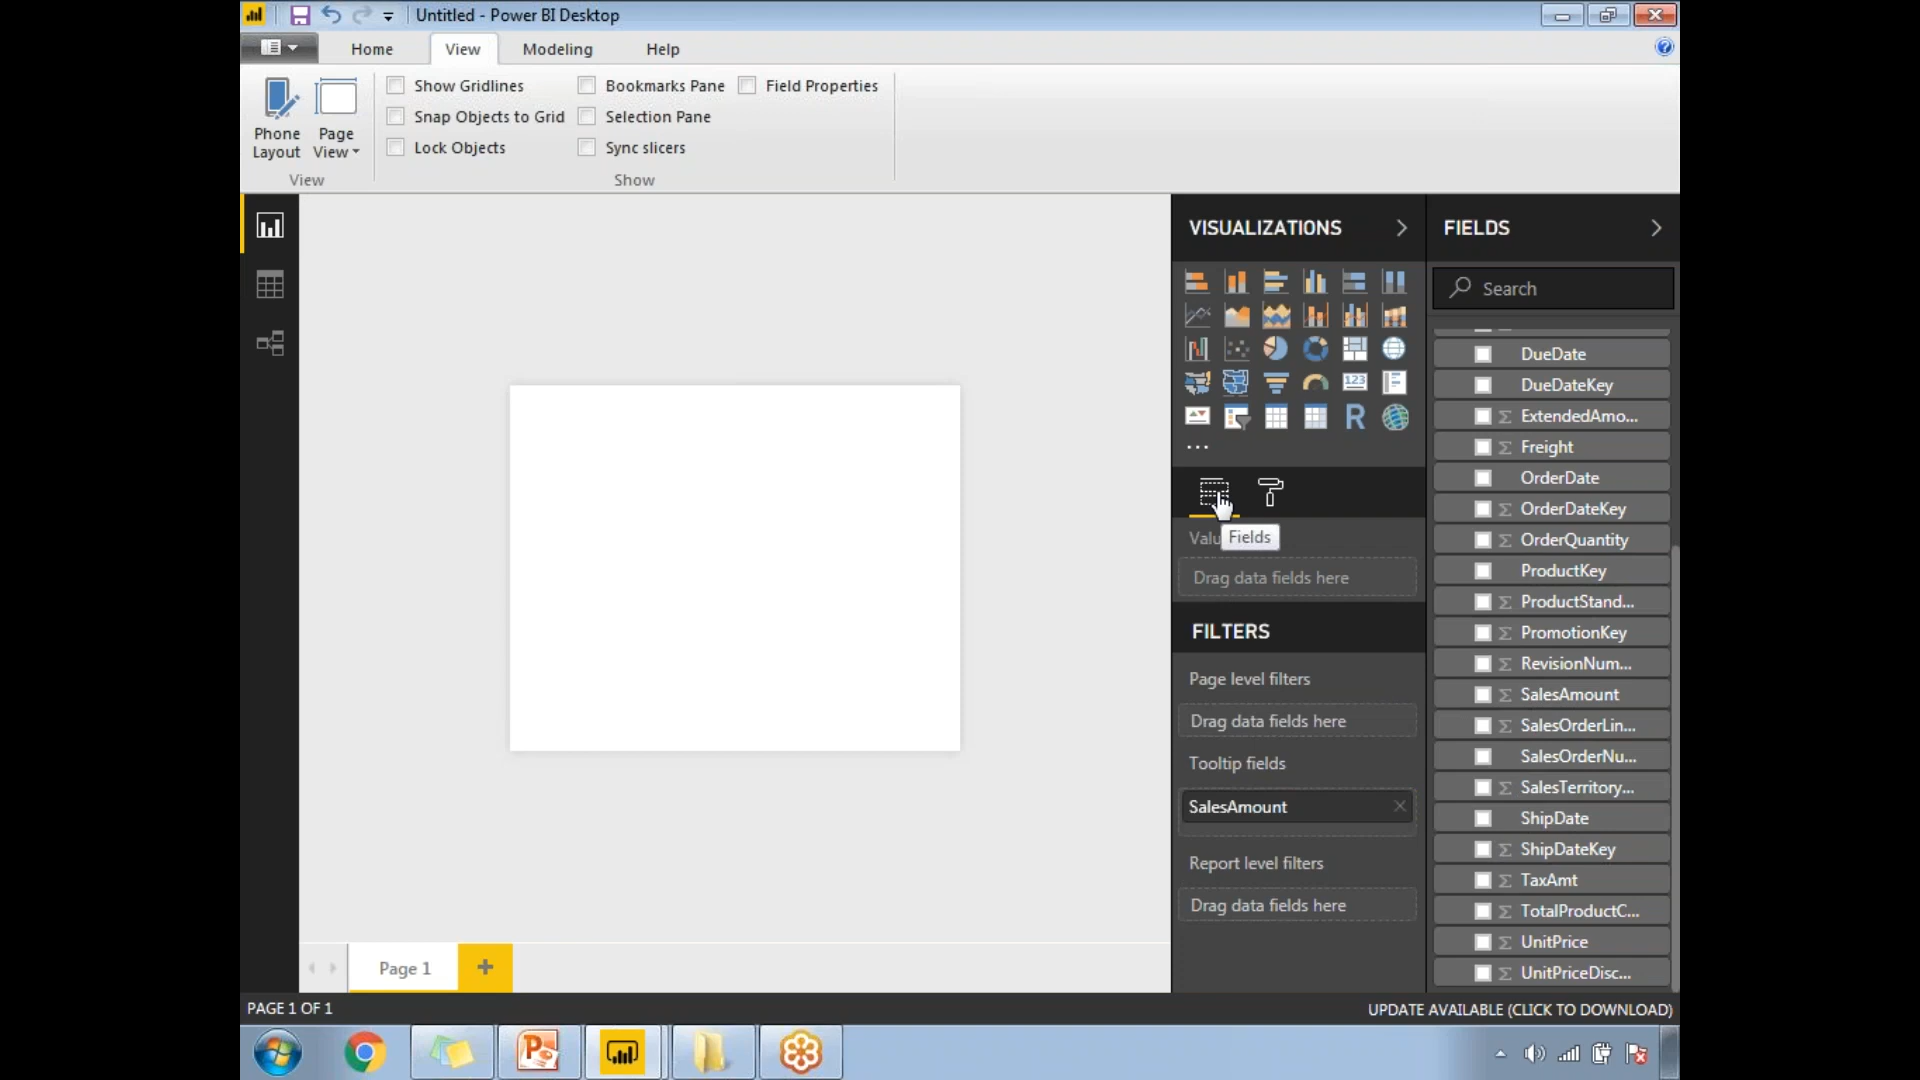 Untitled - Power BI Desktop
Home
View
Modeling
Help
Show Gridlines
Bookmarks Pane
Field Properties
Snap Objects to Grid
Selection Pane
Lock Objects
Sync slicers
Phone
Layout
Page
View
View
Show
VISUALIZATIONS
FIELDS
Search
123
R
Valu
Fields
Drag data fields here
FILTERS
Page level filters
Drag data fields here
Tooltip fields
SalesAmount
Report level filters
Drag data fields here
DueDate
DueDateKey
Σ ExtendedAmo...
Σ Freight
OrderDate
Σ OrderDateKey
Σ OrderQuantity
ProductKey
Σ ProductStand...
Σ PromotionKey
Σ RevisionNum...
Σ SalesAmount
Σ SalesOrderLin...
SalesOrderNu...
Σ SalesTerritory...
ShipDate
Σ ShipDateKey
Σ TaxAmt
Σ TotalProductC...
Σ UnitPrice
Σ UnitPriceDisc...
Page 1
PAGE 1 OF 1
UPDATE AVAILABLE (CLICK TO DOWNLOAD)